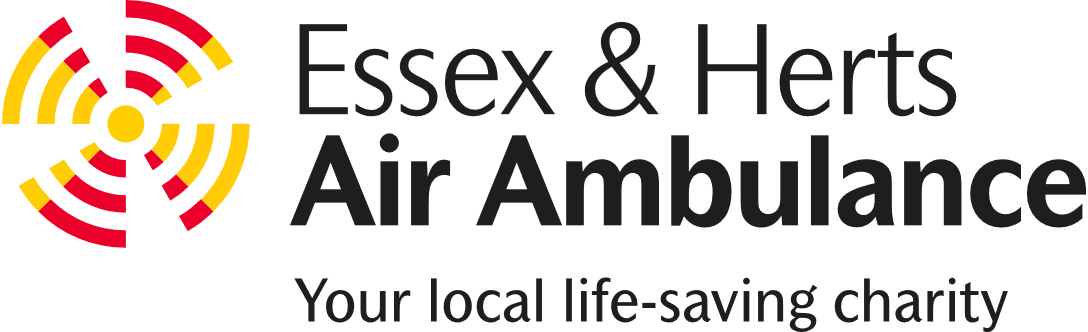 Essex & Herts
Air Ambulance
Your local life-saving charity